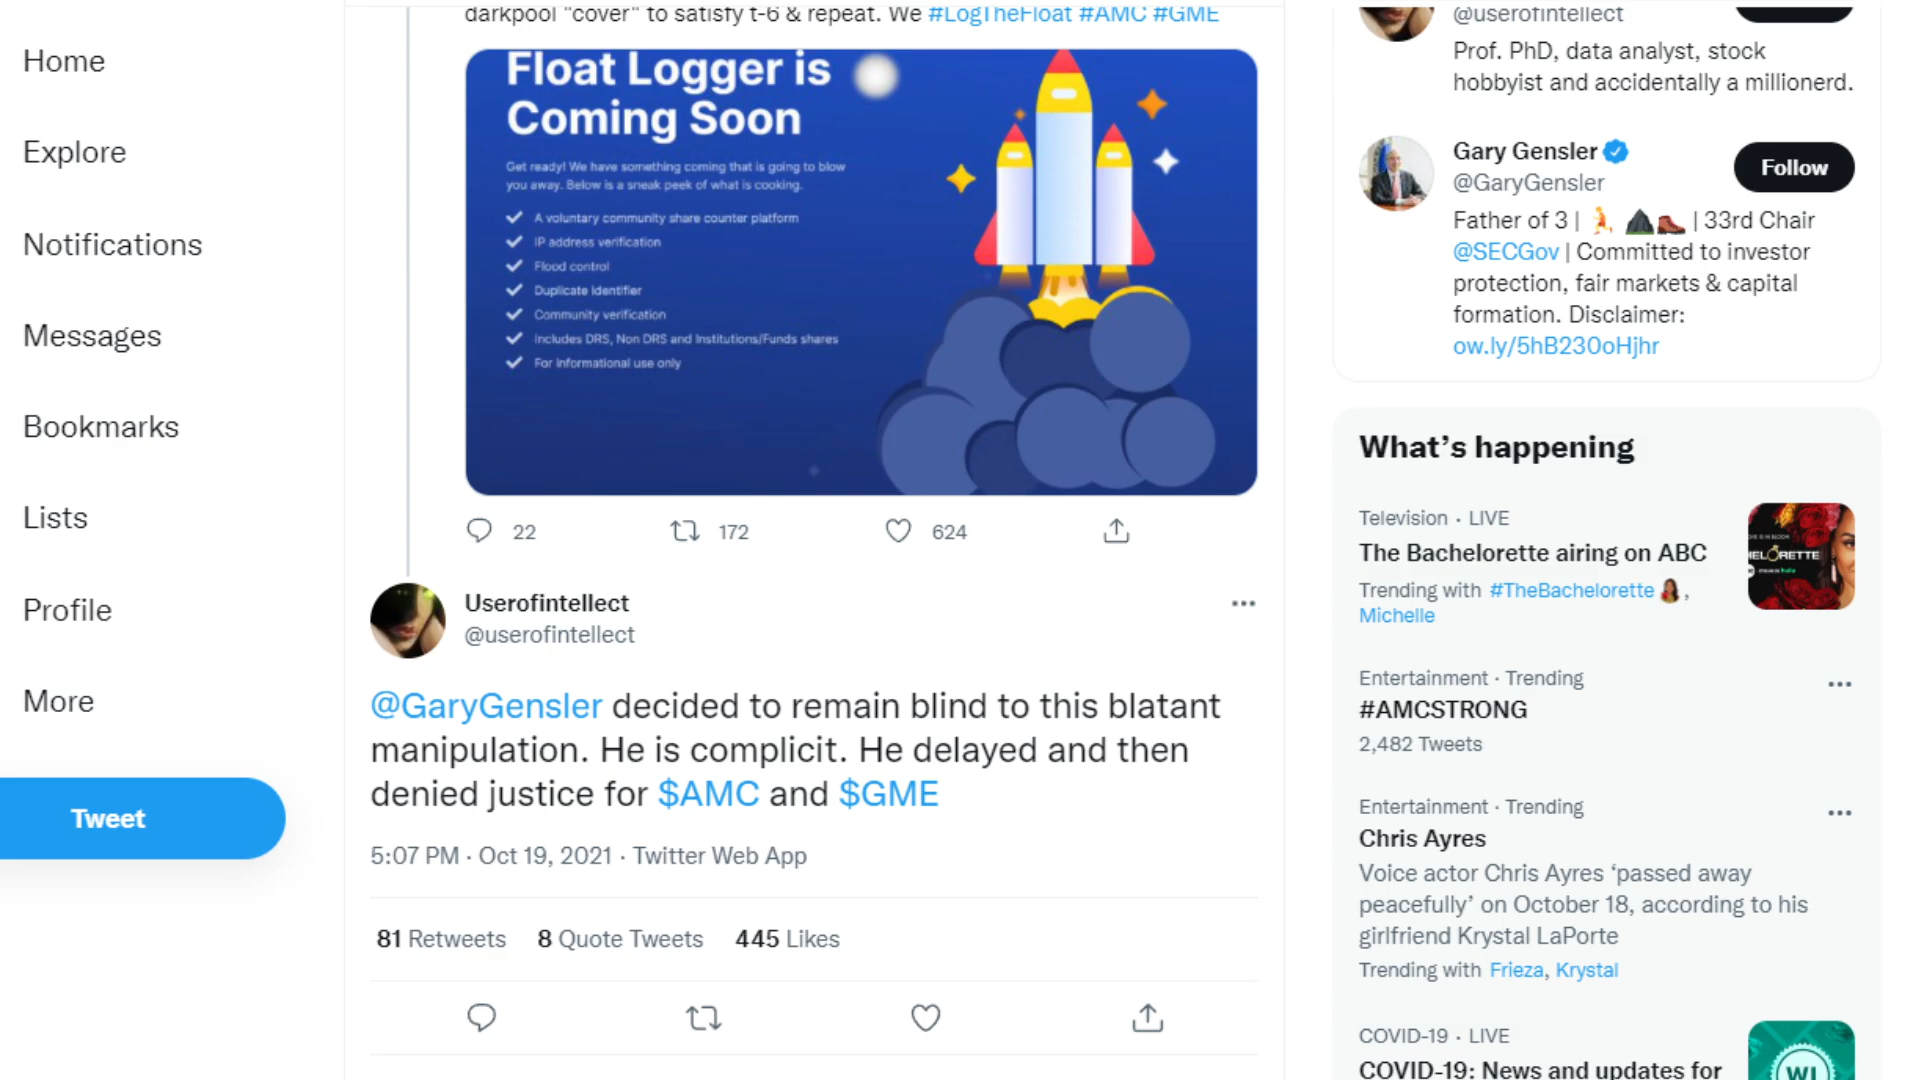 Home
Explore
Notifications
Messages
Bookmarks
Lists
Profile
More
Tweet
darkpool "cover" to satisfy t-6 & repeat. We #LogTheFloat #AMC #GME
Float Logger is
Coming Soon
Get ready! We have something coming that is going to blow
you away. Below is a sneak peek of what is cooking.
A voluntary community share counter platform
IP address verification
Flood control
Duplicate Identifier
Community verification
Includes DRS, Non DRS and Institutions/Funds shares
For informational use only
22 172 624
Userofintellect
@userofintellect
@GaryGensler decided to remain blind to this blatant
manipulation. He is complicit. He delayed and then
denied justice for $AMC and $GME
5:07 PM · Oct 19, 2021 · Twitter Web App
81 Retweets 8 Quote Tweets 445 Likes
@userofintellect
Prof. PhD, data analyst, stock
hobbyist and accidentally a millionerd.
Gary Gensler
@GaryGensler
Follow
Father of 3 | 🏃 ⛰️🥾 | 33rd Chair
@SECGov | Committed to investor
protection, fair markets & capital
formation. Disclaimer:
ow.ly/5hB230oHjhr
What's happening
Television · LIVE
The Bachelorette airing on ABC
Trending with #TheBachelorette 🌹,
Michelle
ELORETTE
hulu
Entertainment · Trending
#AMCSTRONG
2,482 Tweets
Entertainment · Trending
Chris Ayres
Voice actor Chris Ayres ‘passed away
peacefully’ on October 18, according to his
girlfriend Krystal LaPorte
Trending with Frieza, Krystal
COVID-19 · LIVE
COVID-19: News and updates for
WI